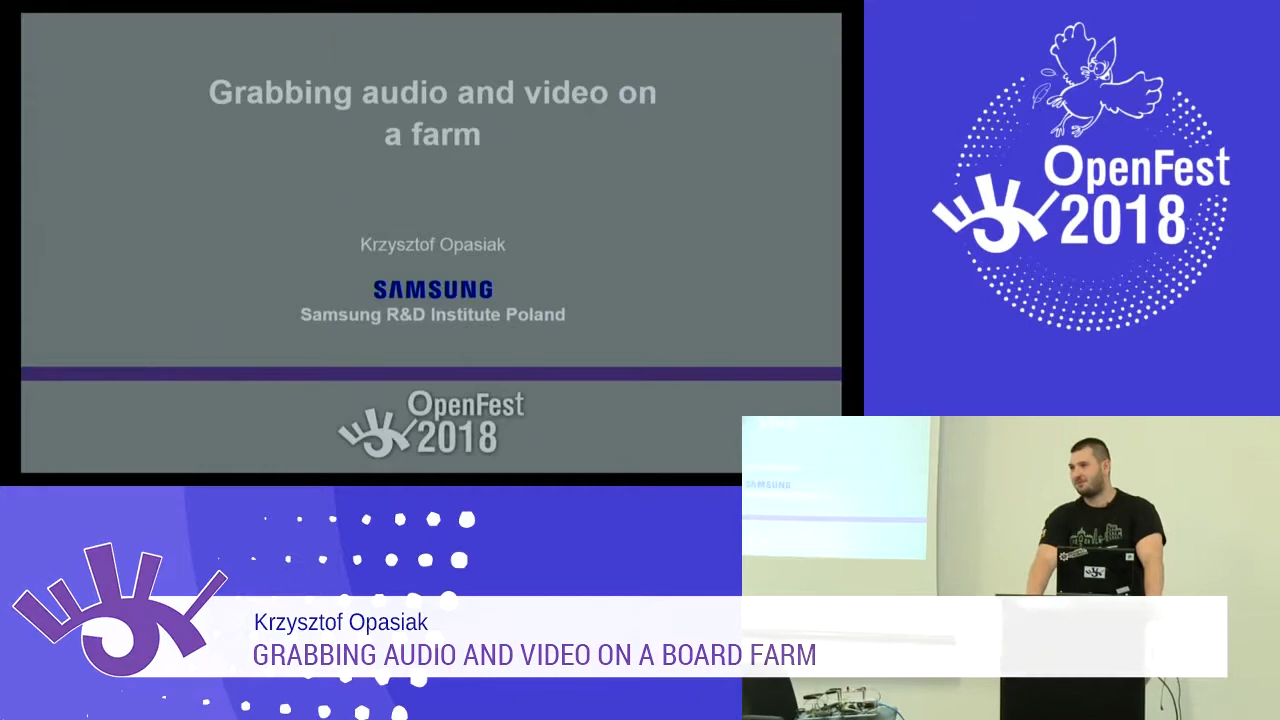 Grabbing audio and video on
a farm
Krzysztof Opasiak
SAMSUNG
Samsung R&D Institute Poland
OpenFest
2018
OpenFest
2018
SAMSUNG
Krzysztof Opasiak
GRABBING AUDIO AND VIDEO ON A BOARD FARM